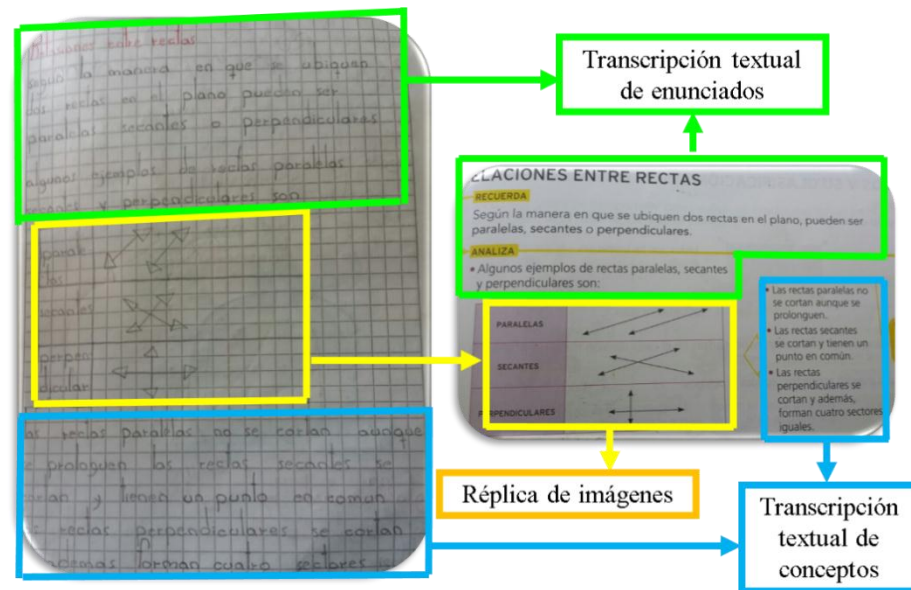 Relaciones entre rectas
según la manera en que se ubiquen
dos rectas en el plano pueden ser
paralelas secantes o perpendiculares
algunos ejemplos de rectas paralelas
secantes y perpendiculares son
parale
las
secantes
perpen
dicular
las rectas paralelas no se cortan aunque
se prologuen las rectas secantes se
cortan y tienen un punto en común
rectas perpendiculares se cortan
ademas forman cuatro sectores
Transcripción textual
de enunciados
ELACIONES ENTRE RECTAS
RECUERDA
Según la manera en que se ubiquen dos rectas en el plano, pueden ser
paralelas, secantes o perpendiculares.
ANALIZA
• Algunos ejemplos de rectas paralelas, secantes
y perpendiculares son:
PARALELAS
SECANTES
PERPENDICULARES
• Las rectas paralelas no
se cortan aunque se
prolonguen.
• Las rectas secantes
se cortan y tienen un
punto en común.
• Las rectas
perpendiculares se
cortan y además,
forman cuatro sectores
iguales.
Réplica de imágenes
Transcripción
textual de
conceptos